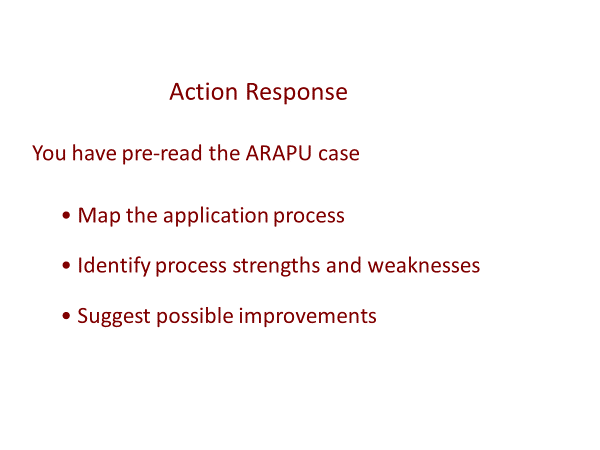 Action Response
You have pre-read the ARAPU case
• Map the application process
• Identify process strengths and weaknesses
• Suggest possible improvements